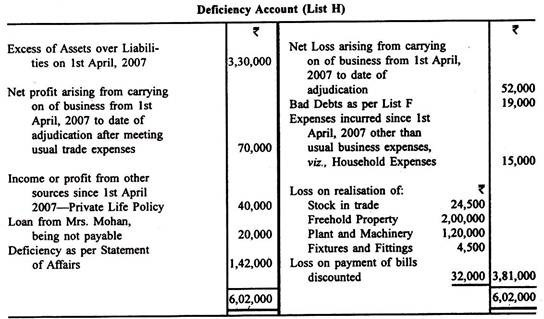 Deficiency Account (List H)
₹
Excess of Assets over Liabili-
ties on 1st April, 2007 3,30,000
Net profit arising from carrying
on of business from 1st
April, 2007 to date of
adjudication after meeting
usual trade expenses 70,000
Income or profit from other
sources since 1st April
2007—Private Life Policy 40,000
Loan from Mrs. Mohan,
being not payable 20,000
Deficiency as per Statement
of Affairs 1,42,000
6,02,000
₹
Net Loss arising from carrying
on of business from 1st April,
2007 to date of
adjudication 52,000
Bad Debts as per List F 19,000
Expenses incurred since 1st
April, 2007 other than
usual business expenses,
viz., Household Expenses 15,000
Loss on realisation of: ₹
Stock in trade 24,500
Freehold Property 2,00,000
Plant and Machinery 1,20,000
Fixtures and Fittings 4,500
Loss on payment of bills
discounted 32,000 3,81,000
6,02,000